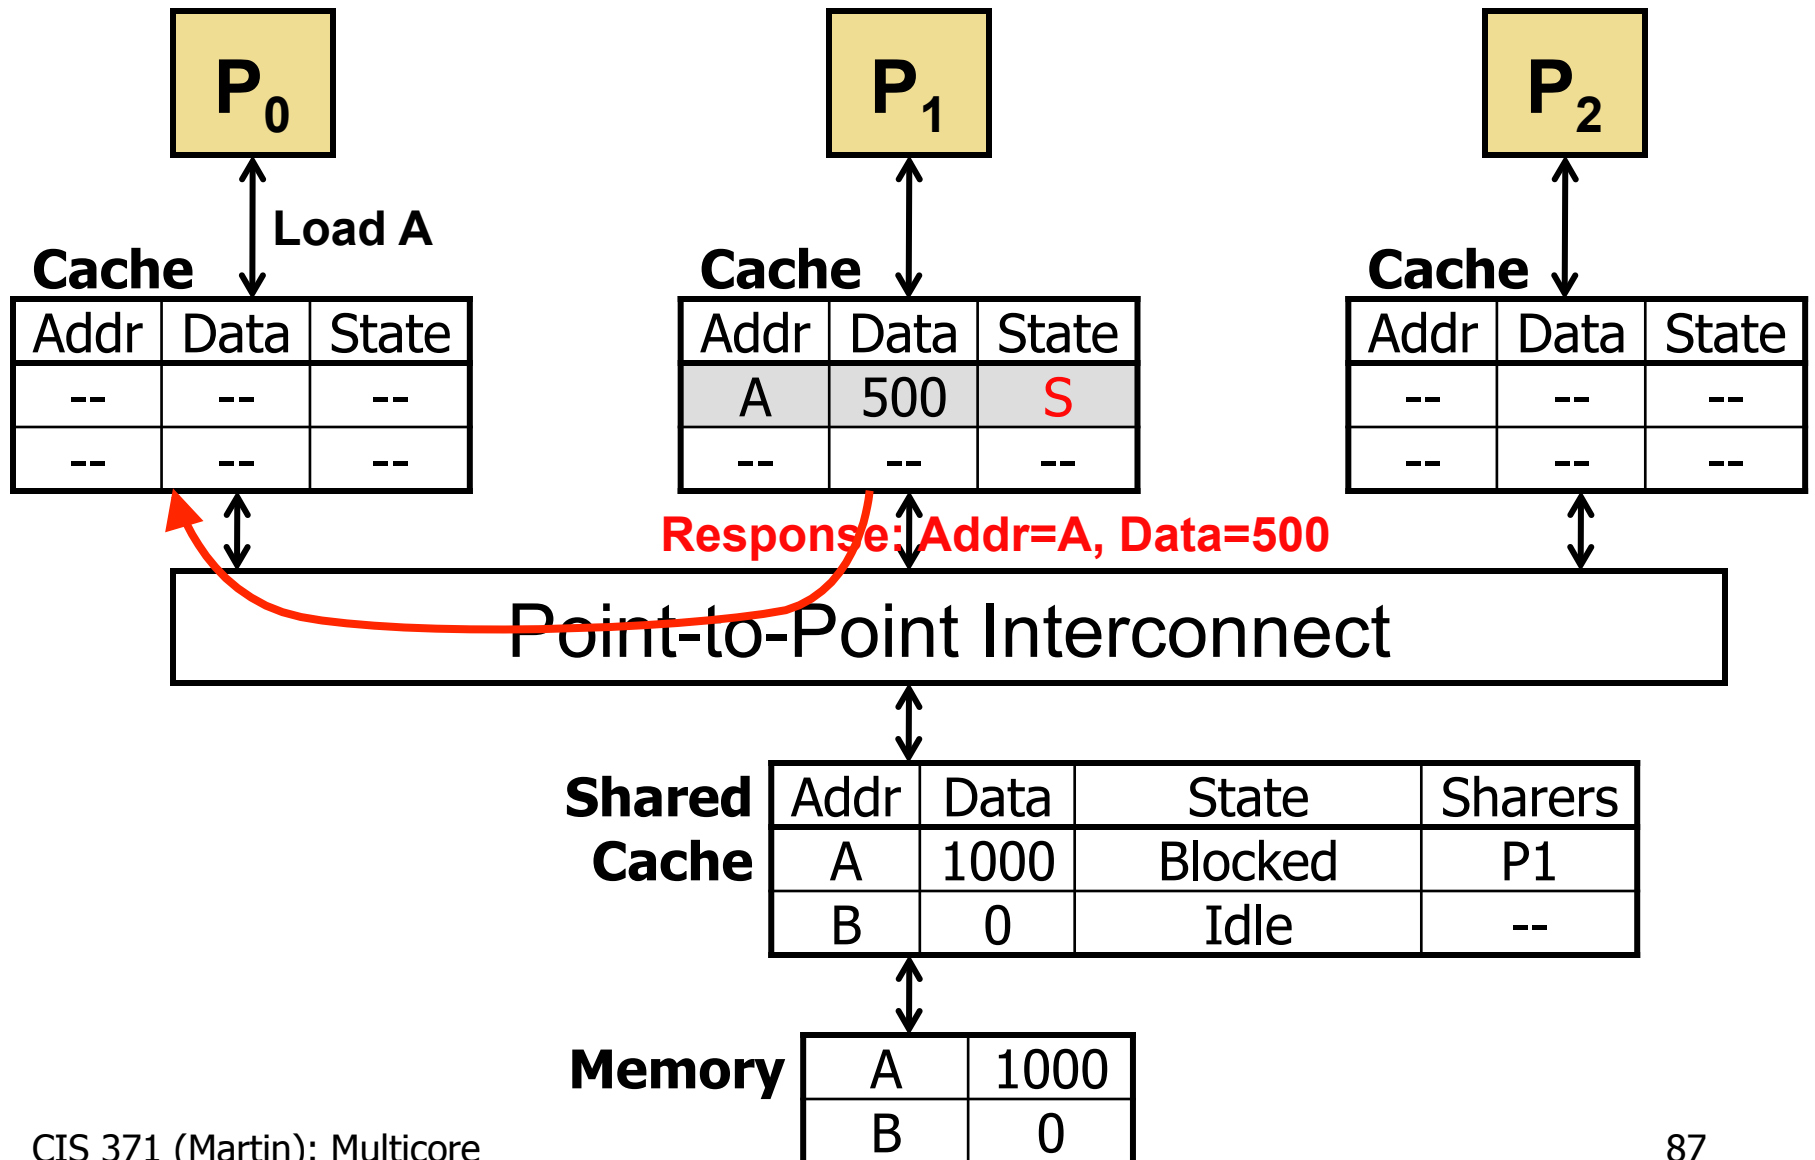 P0 P1 P2
Load A
Cache Cache Cache
Addr Data State Addr Data State Addr Data State
-- -- -- A 500 S -- -- --
-- -- -- -- -- -- -- -- --
Response: Addr=A, Data=500
Point-to-Point Interconnect
Shared Addr Data State Sharers
Cache A 1000 Blocked P1
B 0 Idle --
Memory A 1000
B 0
CIS 371 (Martin): Multicore 87